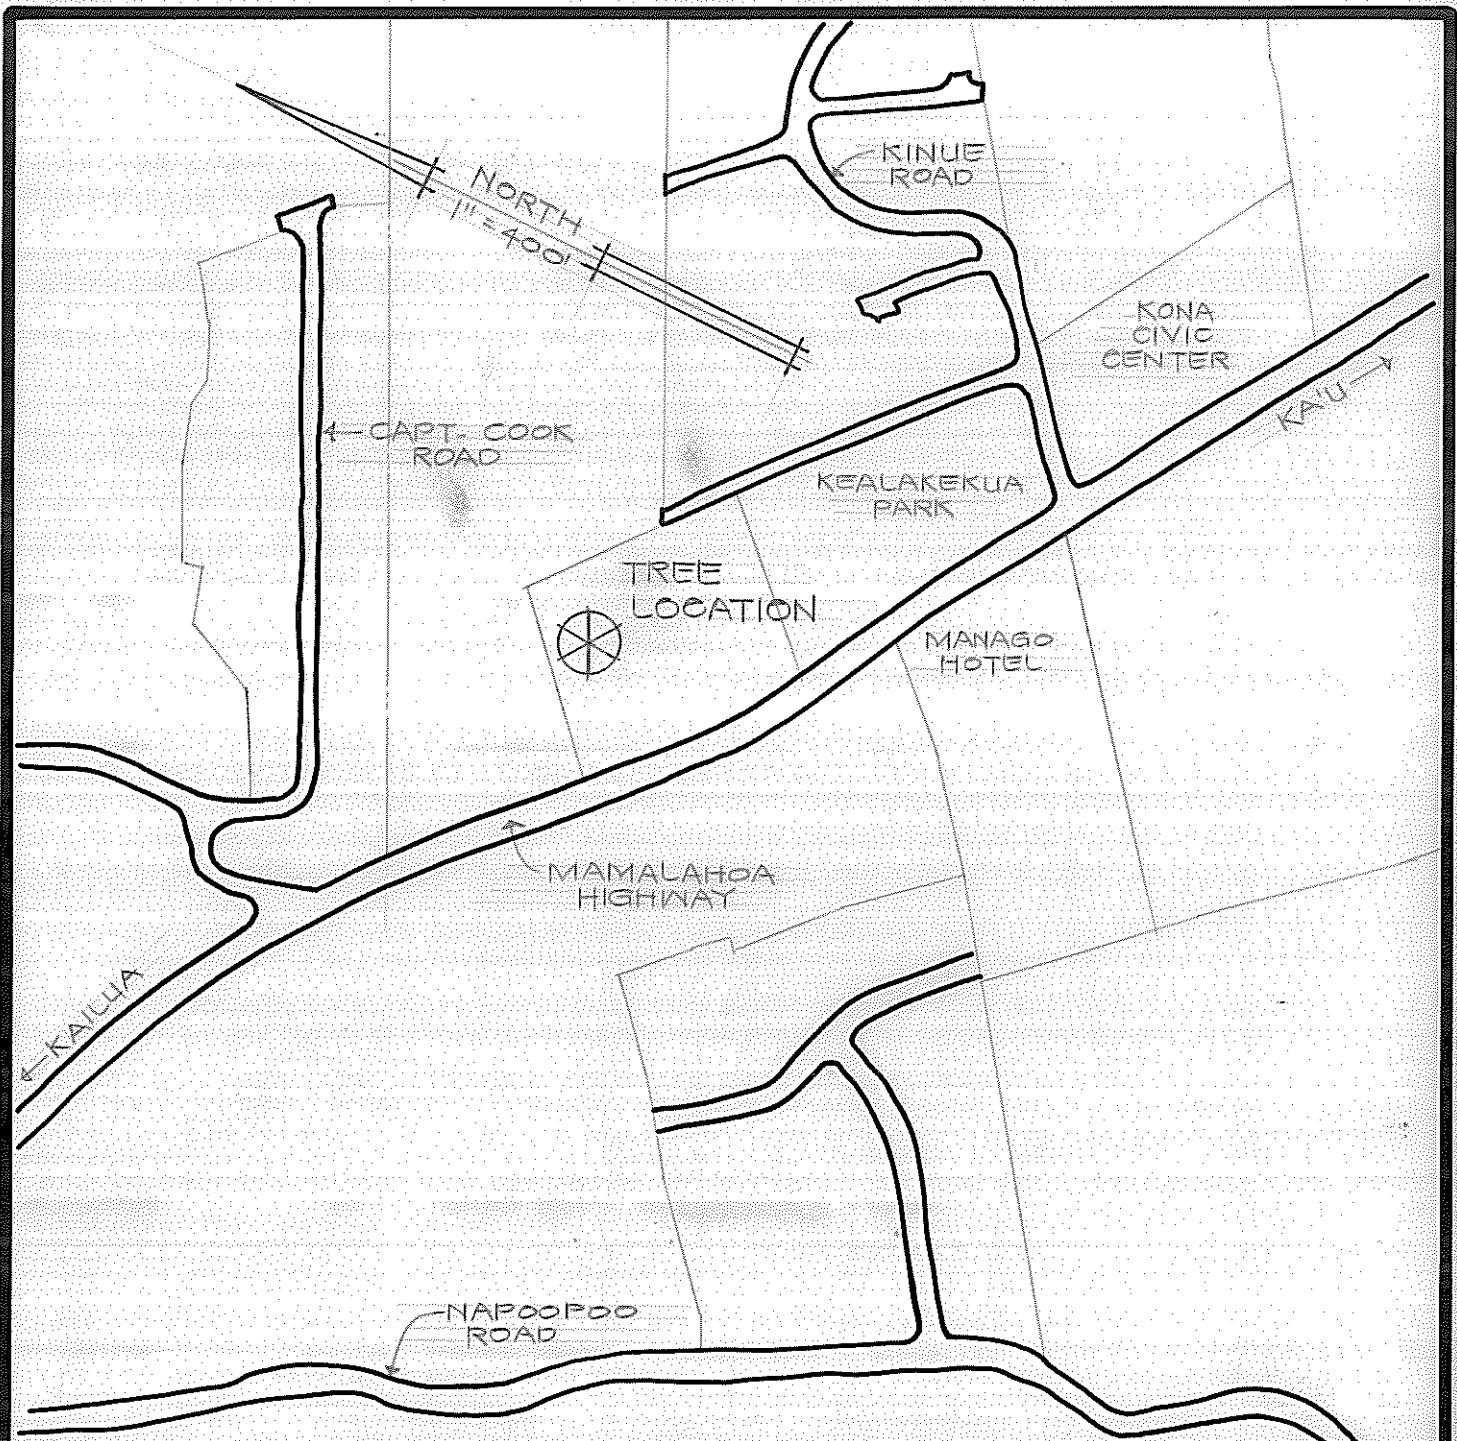 KINUE
ROAD
NORTH
1" = 400'
KONA
CIVIC
CENTER
KA'U
CAPT. COOK
ROAD
KEALAKEKUA
PARK
TREE
LOCATION
MANAGO
HOTEL
MAMALAHOA
HIGHWAY
KAILUA
NAPOOPOO
ROAD